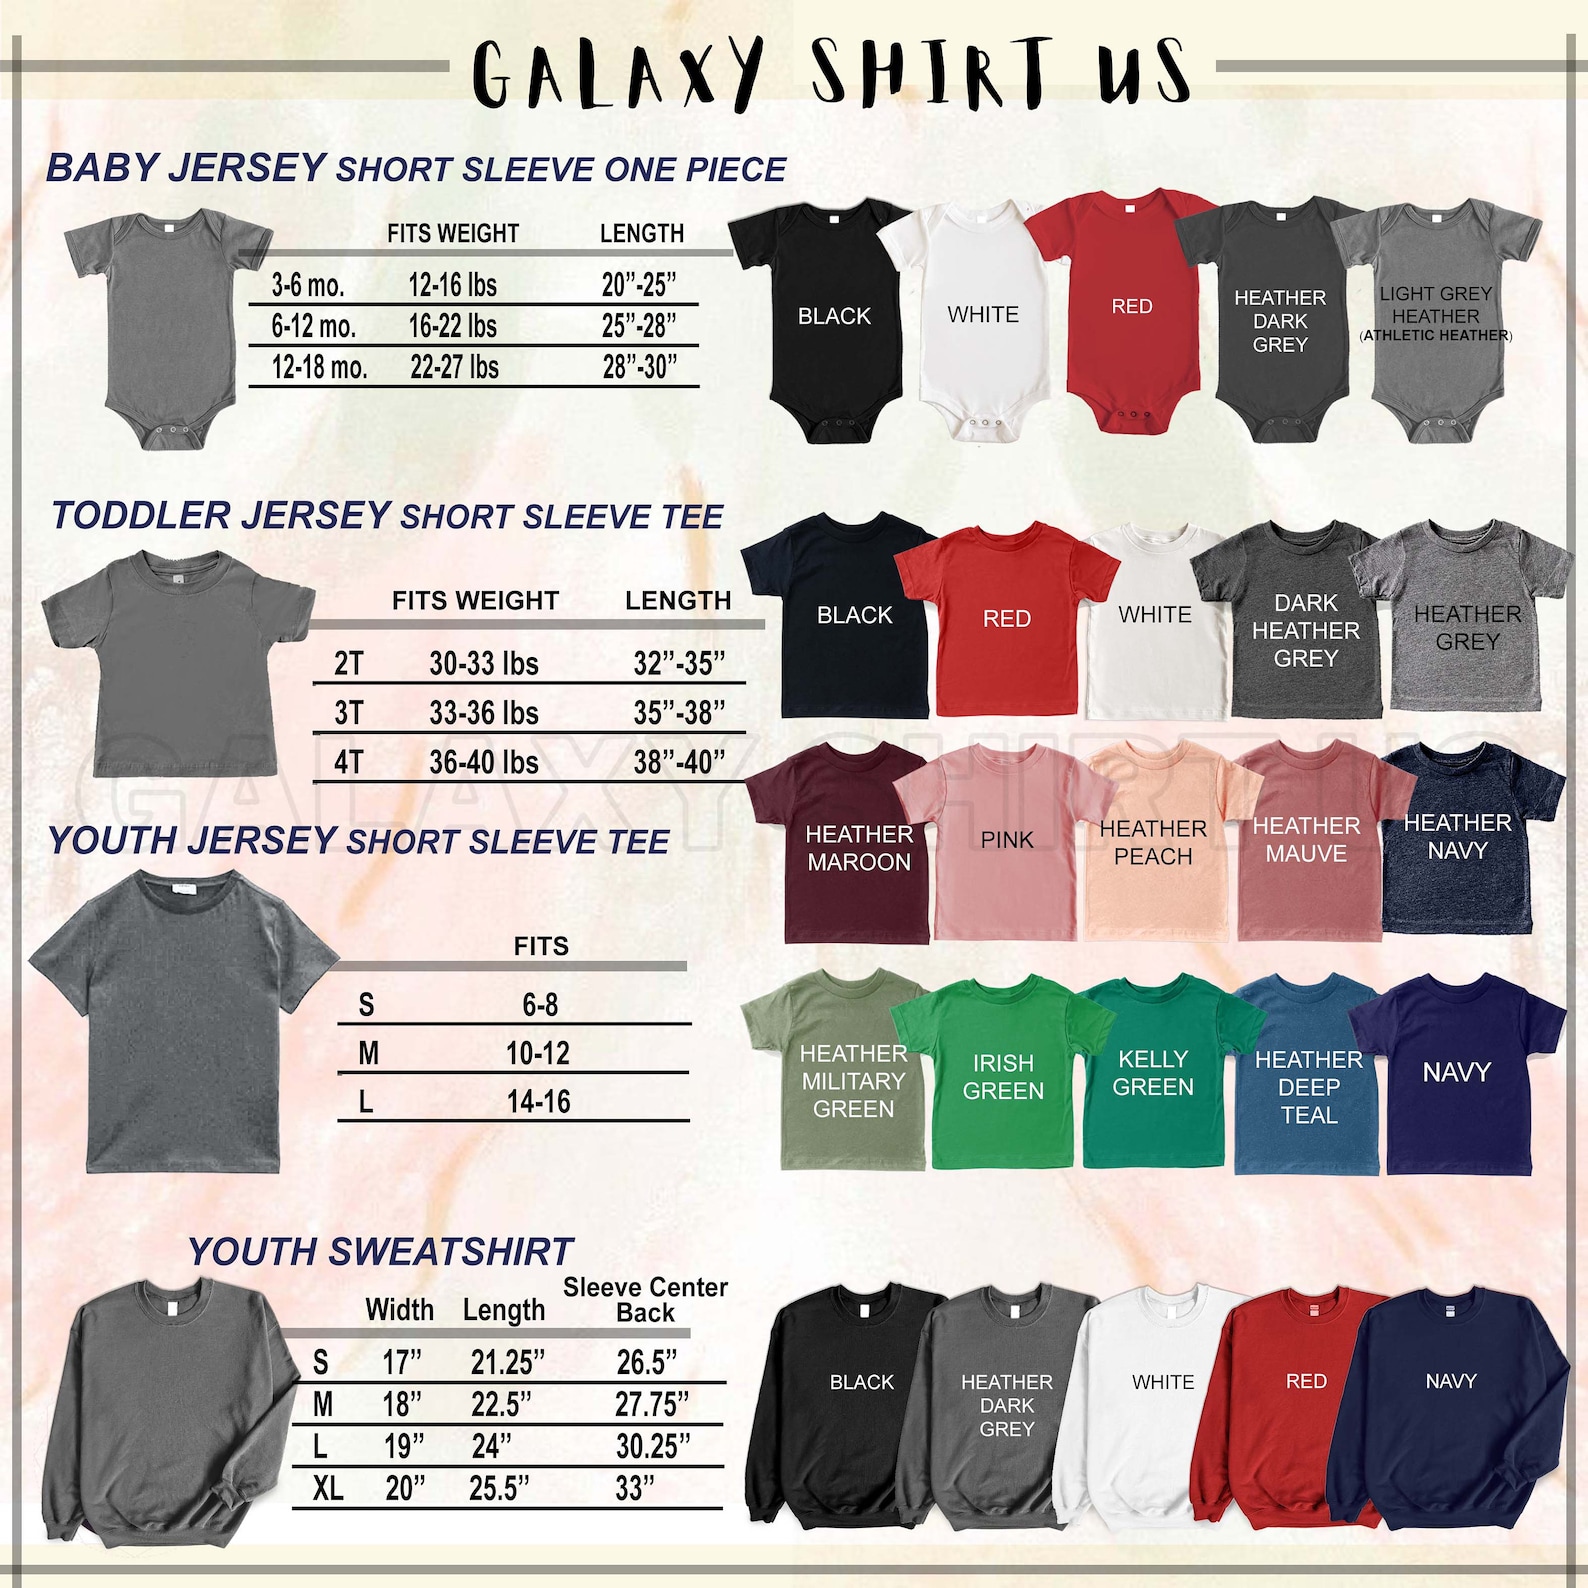 GALAXY SHIRT US
BABY JERSEY SHORT SLEEVE ONE PIECE
FITS WEIGHT LENGTH
3-6 mo. 12-16 lbs 20”-25”
6-12 mo. 16-22 lbs 25”-28”
12-18 mo. 22-27 lbs 28”-30”
BLACK
WHITE
RED
HEATHER
DARK
GREY
LIGHT GREY
HEATHER
(ATHLETIC HEATHER)
TODDLER JERSEY SHORT SLEEVE TEE
FITS WEIGHT LENGTH
2T 30-33 lbs 32”-35”
3T 33-36 lbs 35”-38”
4T 36-40 lbs 38”-40”
BLACK
RED
WHITE
DARK
HEATHER
GREY
HEATHER
GREY
GALAXY SHIRT US
HEATHER
MAROON
PINK
HEATHER
PEACH
HEATHER
MAUVE
HEATHER
NAVY
YOUTH JERSEY SHORT SLEEVE TEE
FITS
S 6-8
M 10-12
L 14-16
HEATHER
MILITARY
GREEN
IRISH
GREEN
KELLY
GREEN
HEATHER
DEEP
TEAL
NAVY
YOUTH SWEATSHIRT
Width Length Sleeve Center
Back
S 17” 21.25” 26.5”
M 18” 22.5” 27.75”
L 19” 24” 30.25”
XL 20” 25.5” 33”
BLACK
HEATHER
DARK
GREY
WHITE
RED
NAVY